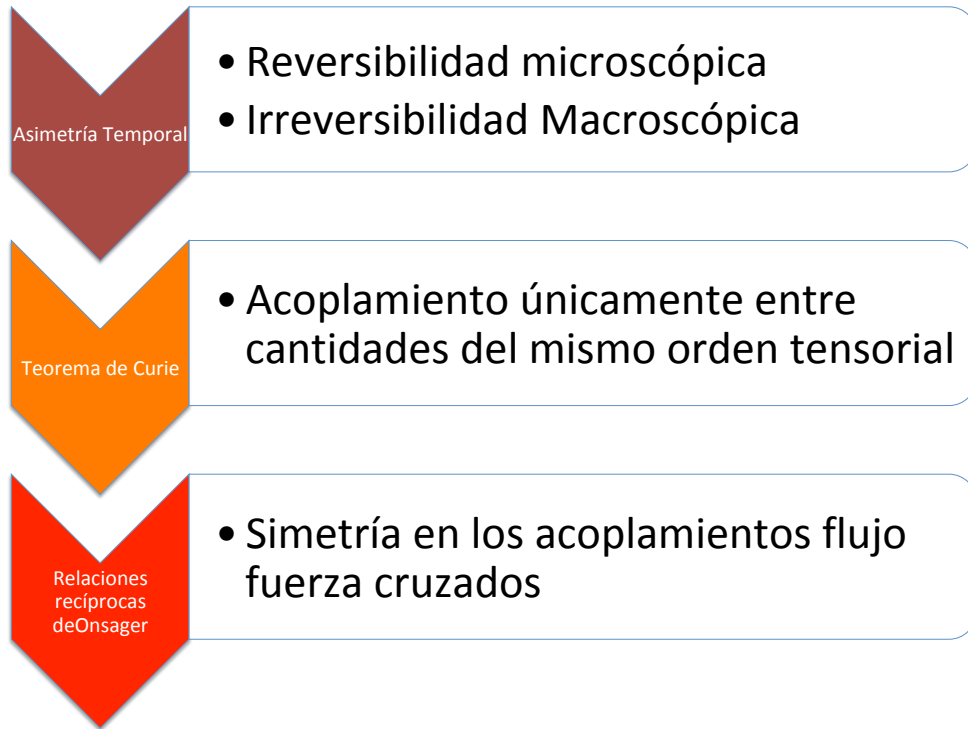 Asimetría Temporal
• Reversibilidad microscópica
• Irreversibilidad Macroscópica
Teorema de Curie
• Acoplamiento únicamente entre
cantidades del mismo orden tensorial
Relaciones
recíprocas
deOnsager
• Simetría en los acoplamientos flujo
fuerza cruzados